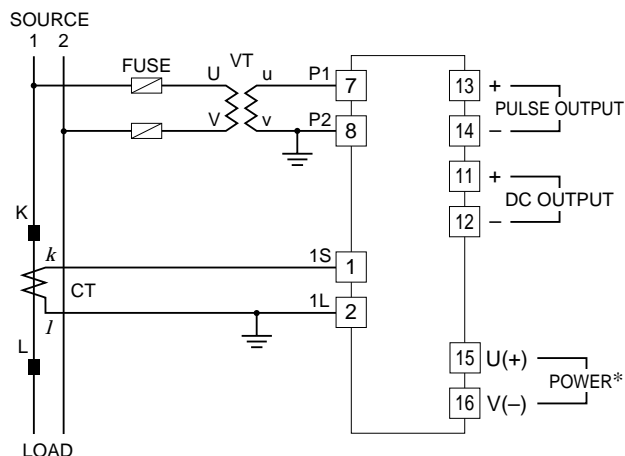 SOURCE
1 2
FUSE
VT
U
u
P1
7
V
v
P2
8
13 +
PULSE OUTPUT
14 –
11 +
DC OUTPUT
12 –
K
k
1S
1
CT
l
1L
2
L
15 U(+)
POWER*
16 V(–)
LOAD